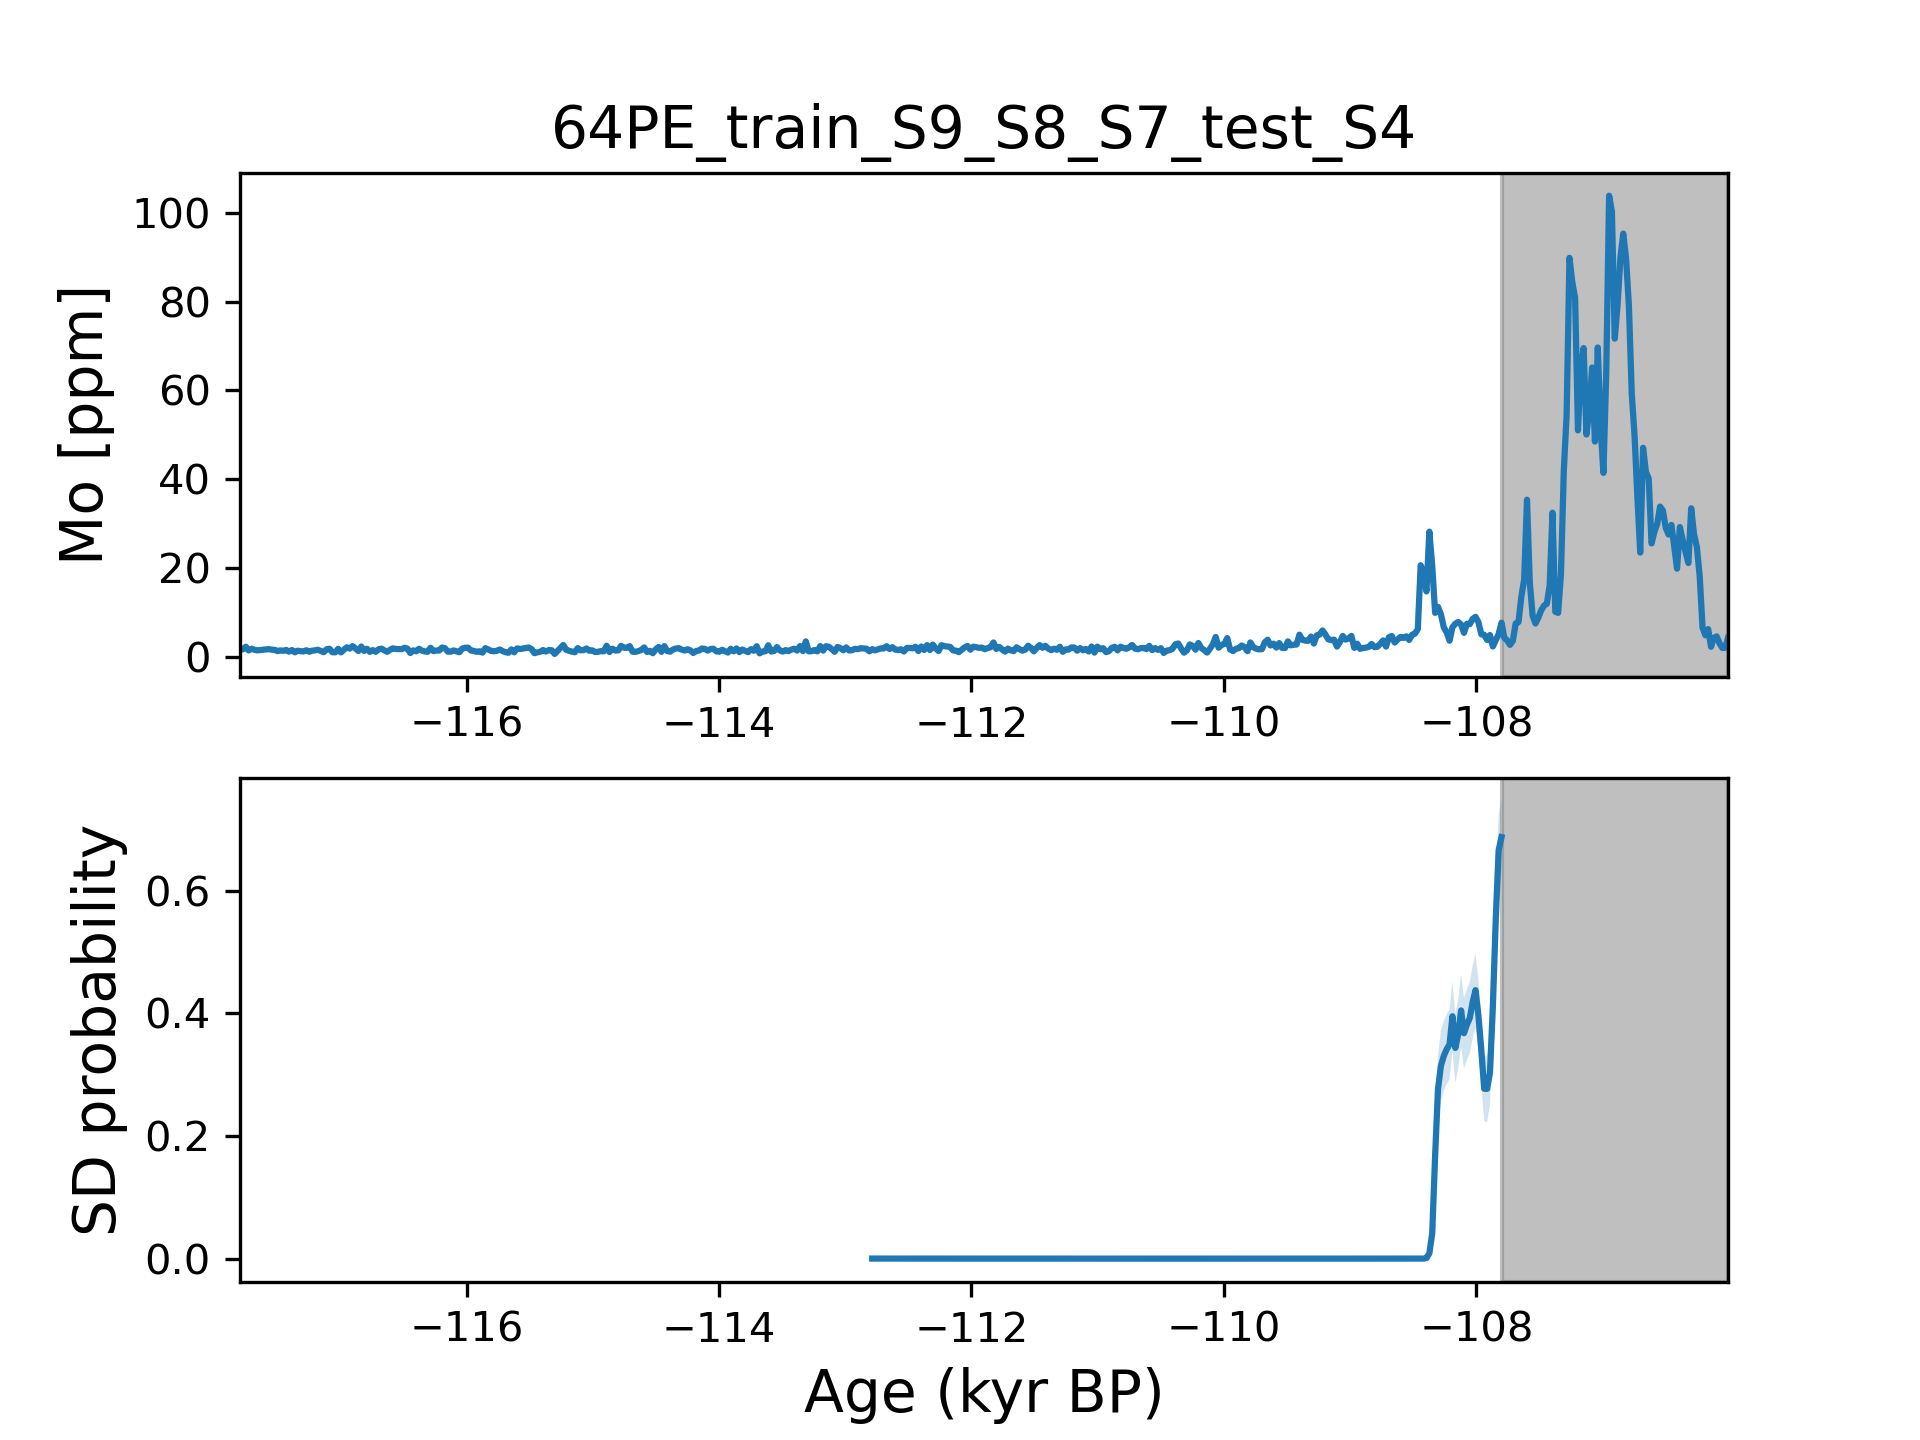 64PE_train_S9_S8_S7_test_S4
Mo [ppm]
100
80
60
40
20
0
−116 −114 −112 −110 −108
SD probability
0.6
0.4
0.2
0.0
−116 −114 −112 −110 −108
Age (kyr BP)